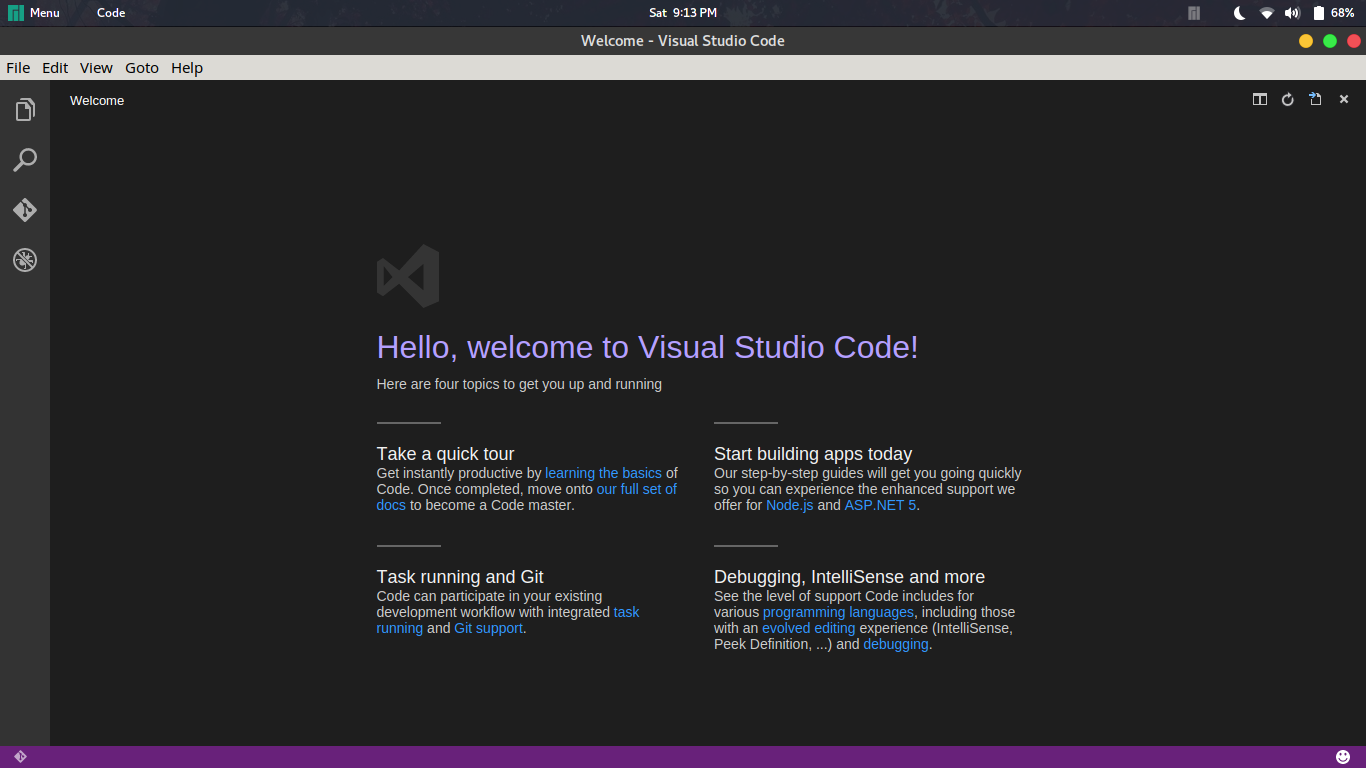 Menu Code Sat 9:13 PM 68%
Welcome - Visual Studio Code
File Edit View Goto Help
Welcome
Hello, welcome to Visual Studio Code!
Here are four topics to get you up and running
Take a quick tour
Get instantly productive by learning the basics of
Code. Once completed, move onto our full set of
docs to become a Code master.
Start building apps today
Our step-by-step guides will get you going quickly
so you can experience the enhanced support we
offer for Node.js and ASP.NET 5.
Task running and Git
Code can participate in your existing
development workflow with integrated task
running and Git support.
Debugging, IntelliSense and more
See the level of support Code includes for
various programming languages, including those
with an evolved editing experience (IntelliSense,
Peek Definition, ...) and debugging.